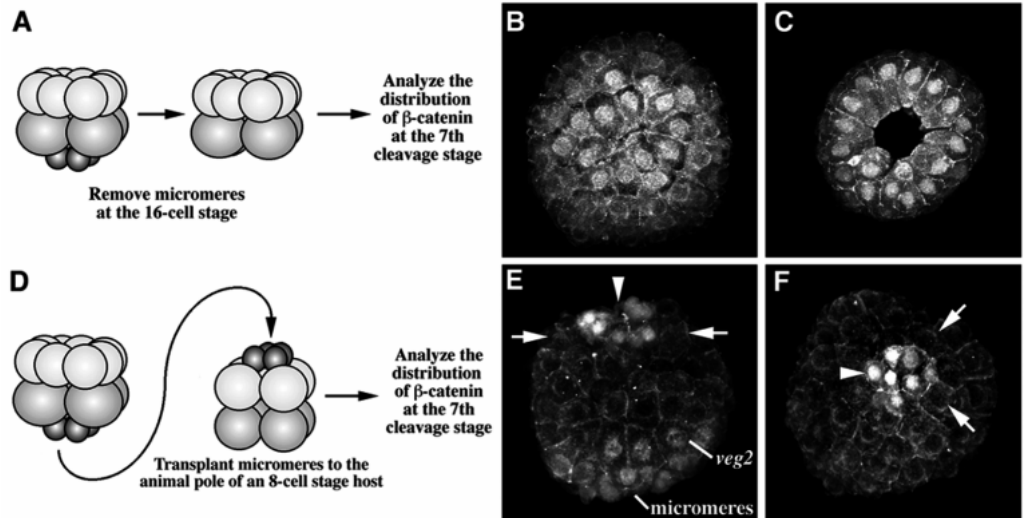 A
Analyze the
distribution
of β-catenin
at the 7th
cleavage stage
Remove micromeres
at the 16-cell stage
B
C
D
Analyze the
distribution
of β-catenin
at the 7th
cleavage stage
Transplant micromeres to the
animal pole of an 8-cell stage host
E
veg2
micromeres
F